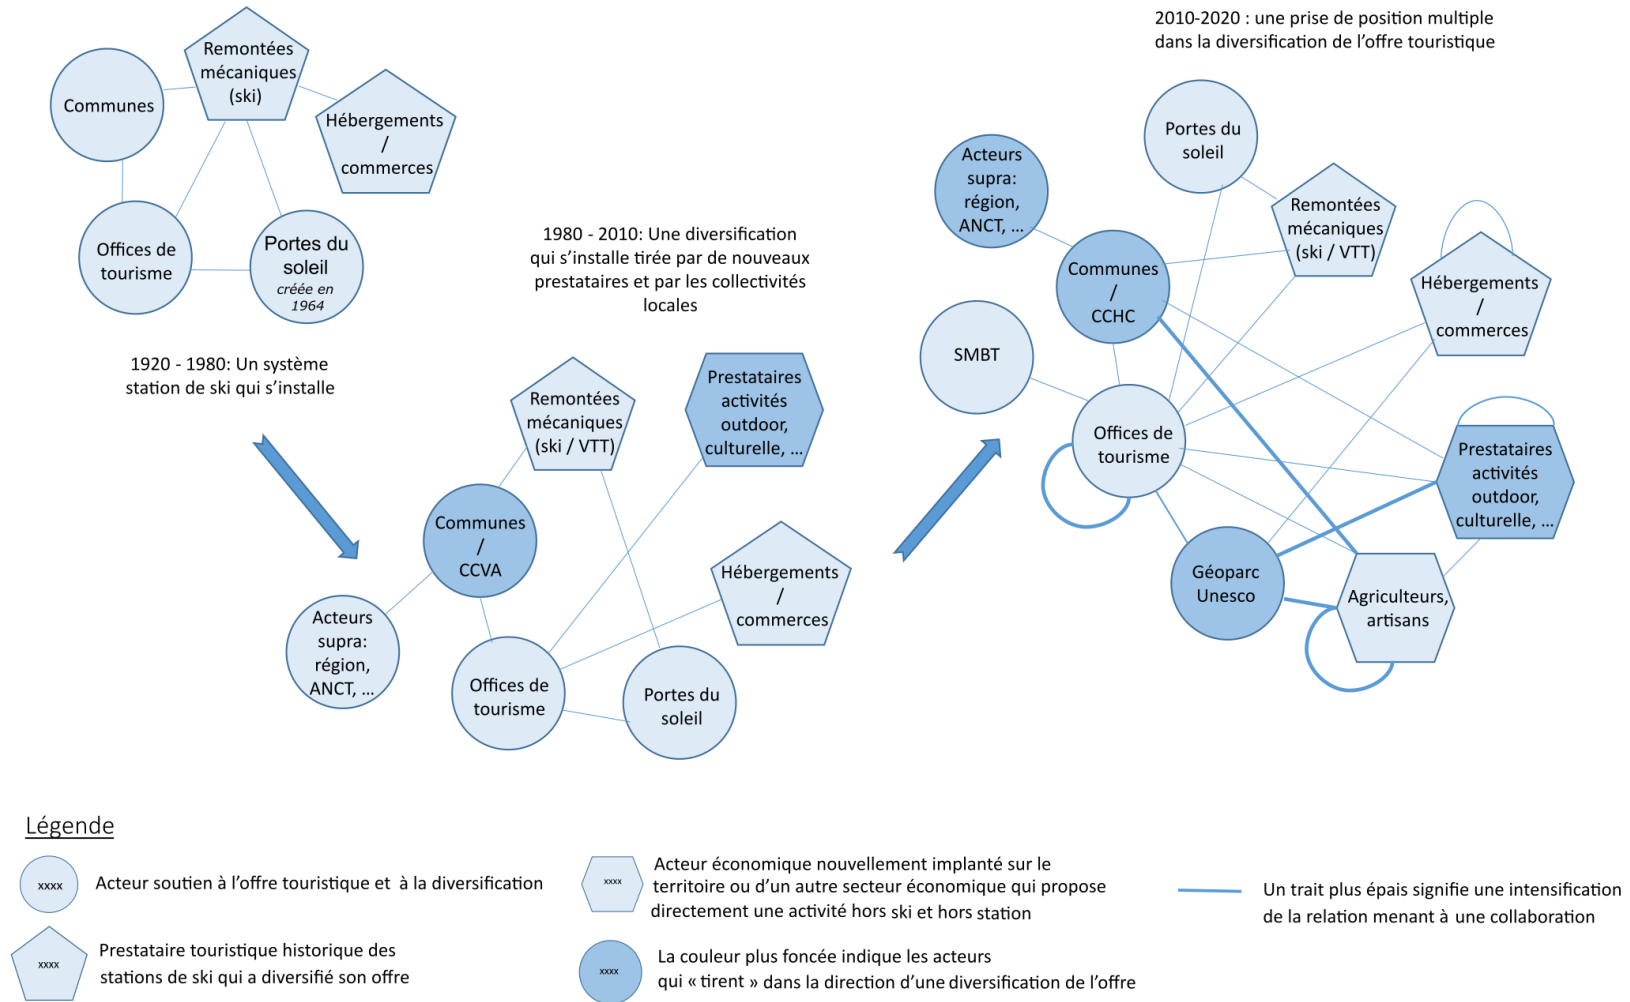 Communes
Remontées
mécaniques
(ski)
Hébergements
/
commerces
Offices de
tourisme
Portes du
soleil
créée en
1964
1920 - 1980: Un système
station de ski qui s’installe
1980 - 2010: Une diversification
qui s’installe tirée par de nouveaux
prestataires et par les collectivités
locales
Remontées
mécaniques
(ski / VTT)
Prestataires
activités
outdoor,
culturelle, ...
Communes
/
CCVA
Hébergements
/
commerces
Acteurs
supra:
région,
ANCT, ...
Offices de
tourisme
Portes du
soleil
2010-2020 : une prise de position multiple
dans la diversification de l’offre touristique
Portes du
soleil
Acteurs
supra:
région,
ANCT, ...
Remontées
mécaniques
(ski / VTT)
Communes
/
CCHC
Hébergements
/
commerces
SMBT
Offices de
tourisme
Prestataires
activités
outdoor,
culturelle, ...
Géoparc
Unesco
Agriculteurs,
artisans
Légende
xxxx
Acteur soutien à l’offre touristique et à la diversification
xxxx
Prestataire touristique historique des
stations de ski qui a diversifié son offre
xxxx
Acteur économique nouvellement implanté sur le
territoire ou d’un autre secteur économique qui propose
directement une activité hors ski et hors station
xxxx
La couleur plus foncée indique les acteurs
qui « tirent » dans la direction d’une diversification de l’offre
Un trait plus épais signifie une intensification
de la relation menant à une collaboration